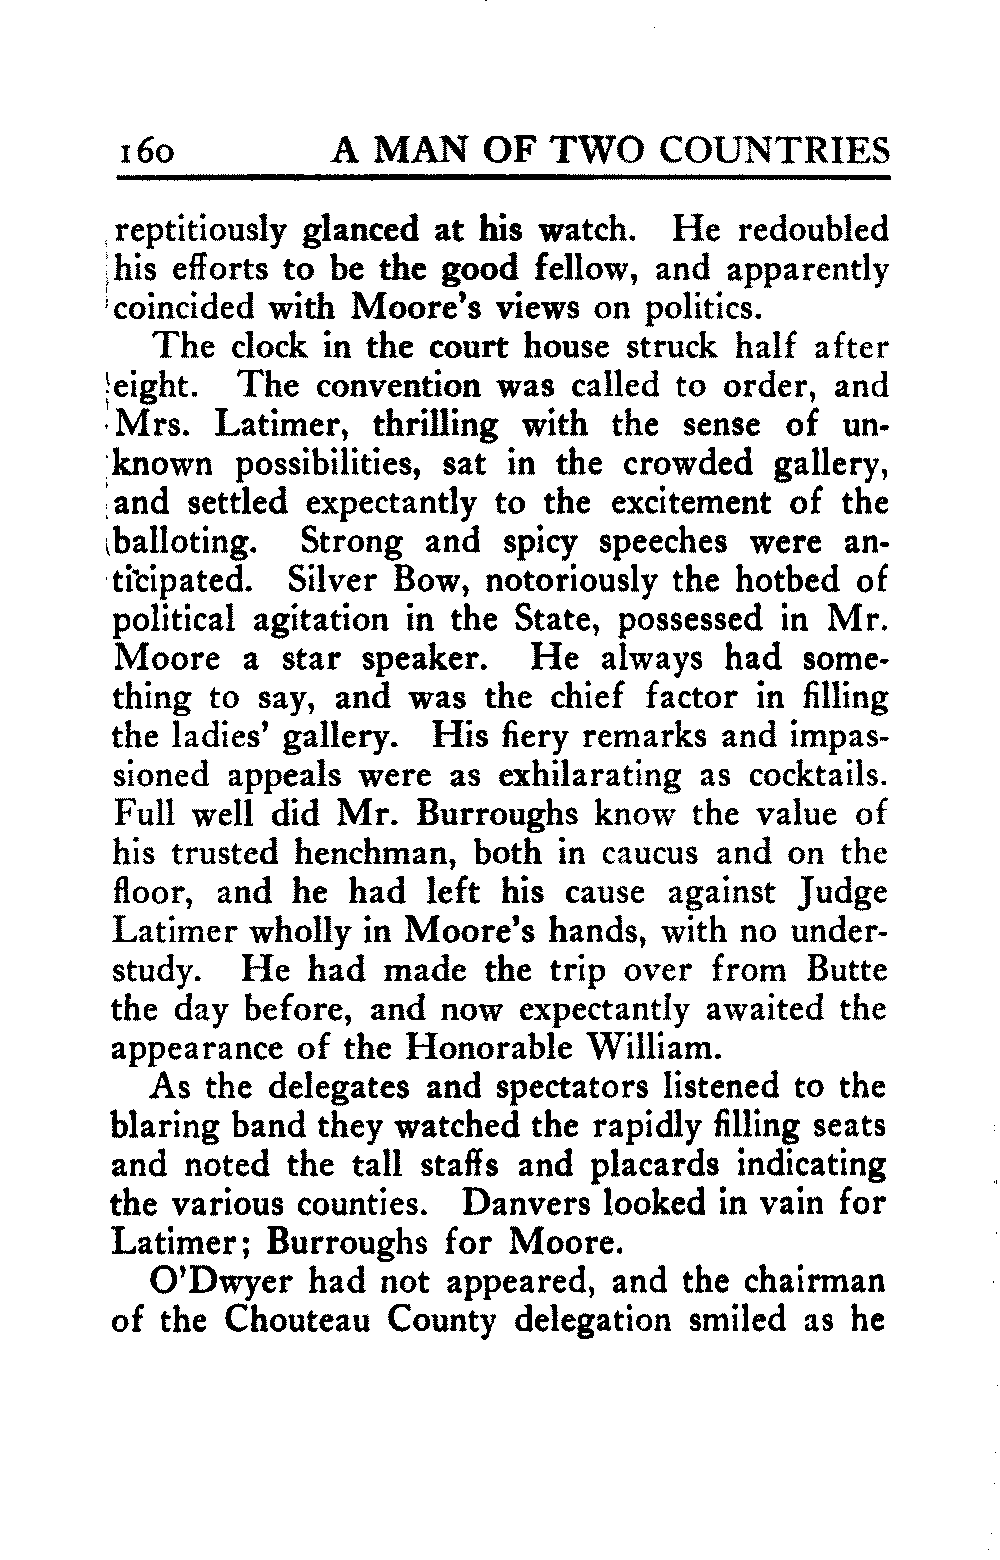 160 A MAN OF TWO COUNTRIES
reptitiously glanced at his watch. He redoubled
his efforts to be the good fellow, and apparently
coincided with Moore's views on politics.
The clock in the court house struck half after
eight. The convention was called to order, and
Mrs. Latimer, thrilling with the sense of un-
known possibilities, sat in the crowded gallery,
and settled expectantly to the excitement of the
balloting. Strong and spicy speeches were an-
ticipated. Silver Bow, notoriously the hotbed of
political agitation in the State, possessed in Mr.
Moore a star speaker. He always had some-
thing to say, and was the chief factor in filling
the ladies' gallery. His fiery remarks and impas-
sioned appeals were as exhilarating as cocktails.
Full well did Mr. Burroughs know the value of
his trusted henchman, both in caucus and on the
floor, and he had left his cause against Judge
Latimer wholly in Moore's hands, with no under-
study. He had made the trip over from Butte
the day before, and now expectantly awaited the
appearance of the Honorable William.
As the delegates and spectators listened to the
blaring band they watched the rapidly filling seats
and noted the tall staffs and placards indicating
the various counties. Danvers looked in vain for
Latimer; Burroughs for Moore.
O'Dwyer had not appeared, and the chairman
of the Chouteau County delegation smiled as he